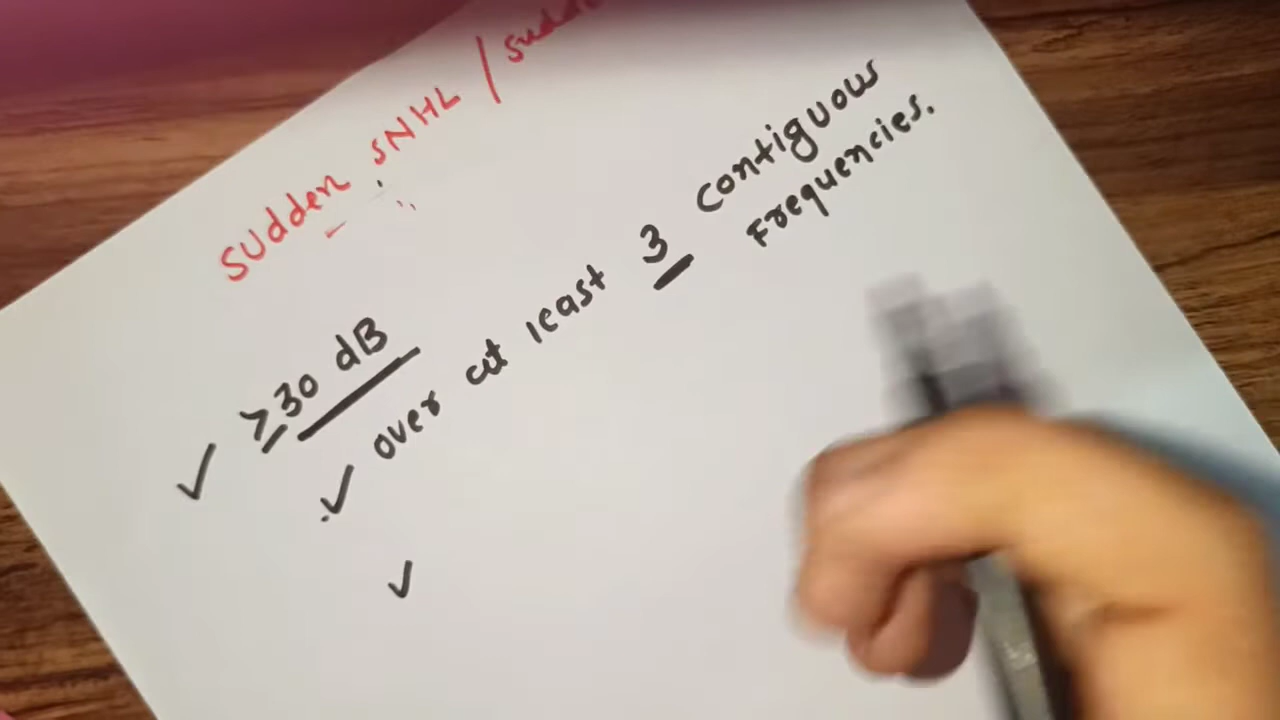 sudden SNHL /
✓ ≥30 dB
✓ over at least 3 contiguous
frequencies.
✓